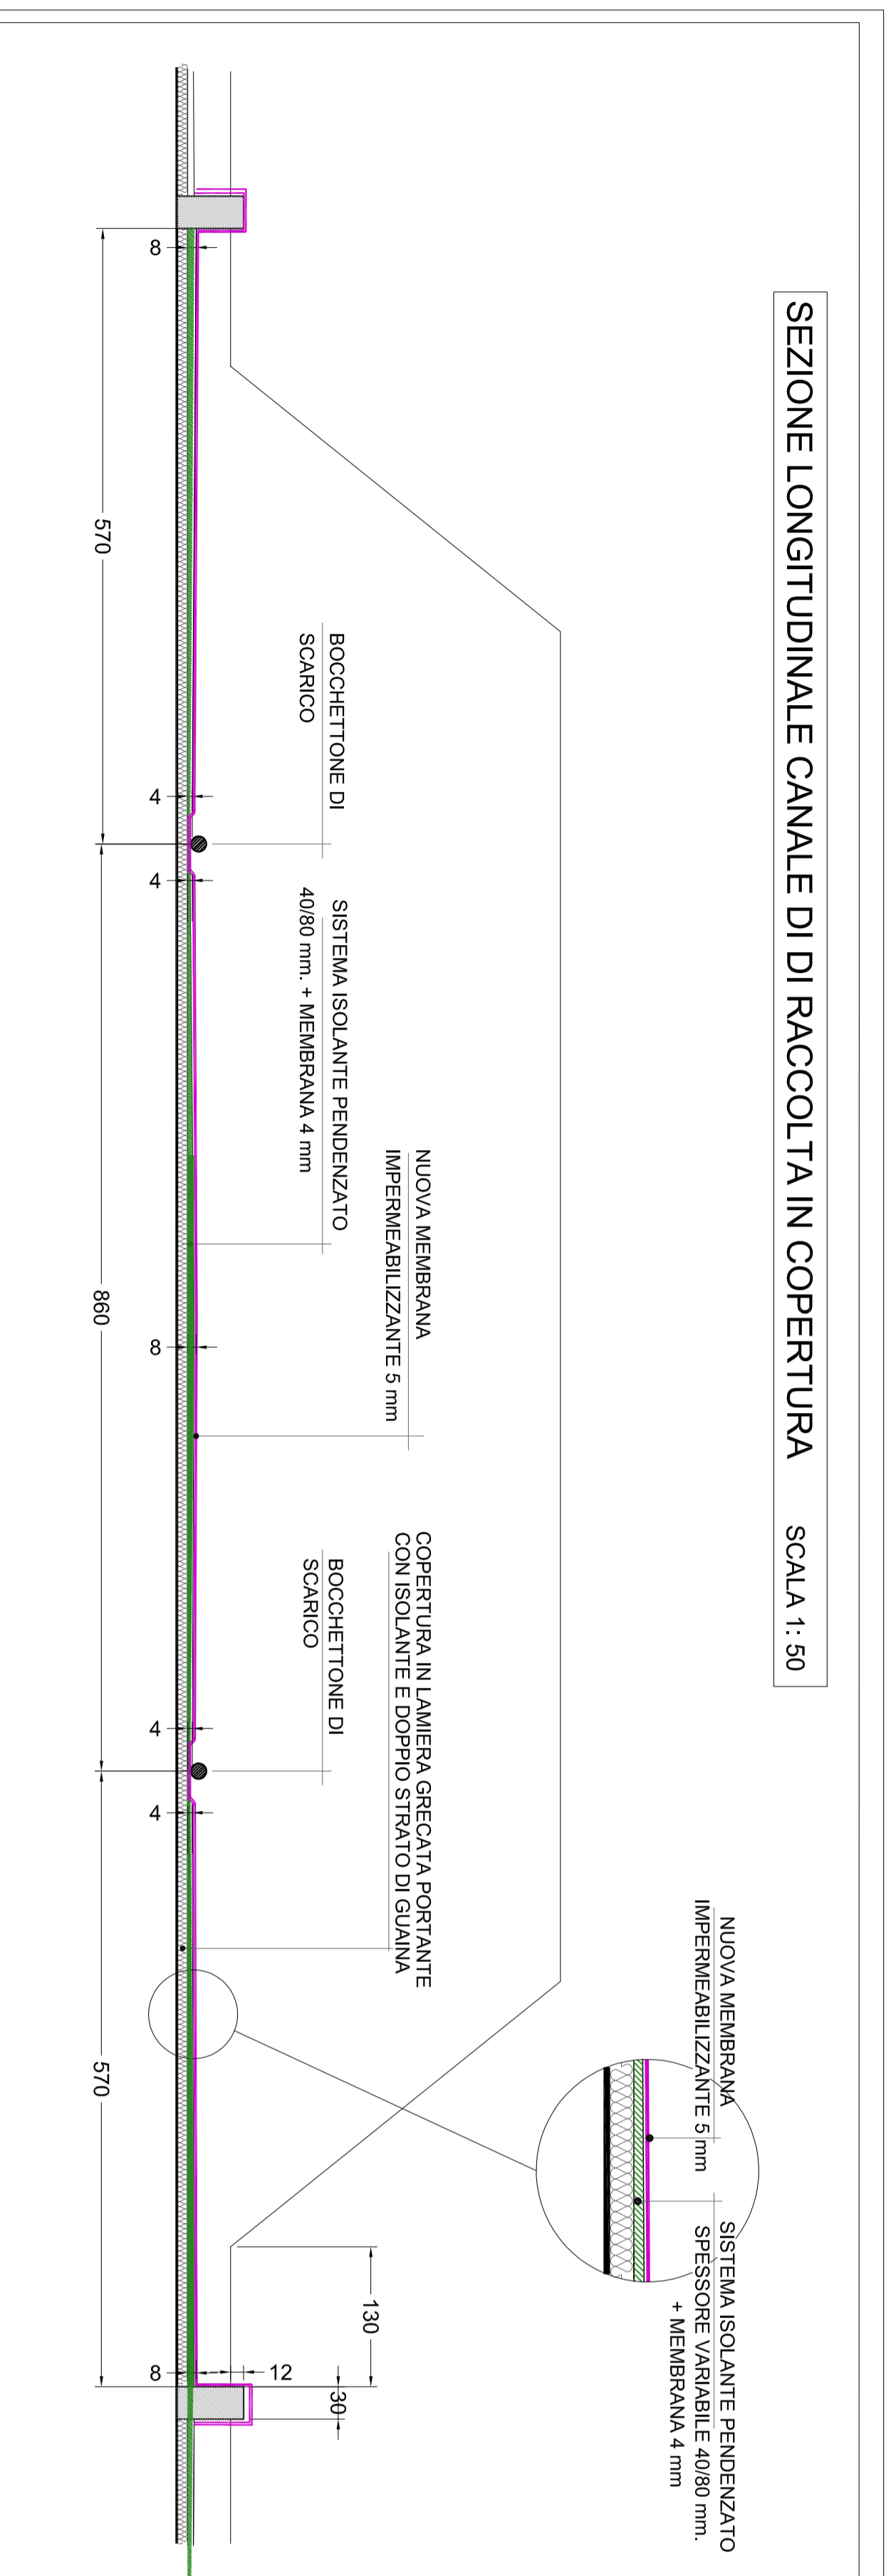 SEZIONE LONGITUDINALE CANALE DI DI RACCOLTA IN COPERTURA SCALA 1: 50
NUOVA MEMBRANA
IMPERMEABILIZZANTE 5 mm
SISTEMA ISOLANTE PENDENZATO
SPESSORE VARIABILE 40/80 mm.
+ MEMBRANA 4 mm
NUOVA MEMBRANA
IMPERMEABILIZZANTE 5 mm
COPERTURA IN LAMIERA GRECATA PORTANTE
CON ISOLANTE E DOPPIO STRATO DI GUAINA
BOCCHETTONE DI
SCARICO
SISTEMA ISOLANTE PENDENZATO
40/80 mm. + MEMBRANA 4 mm
BOCCHETTONE DI
SCARICO
130
30
12
8
4
4
8
4
4
8
570
860
570